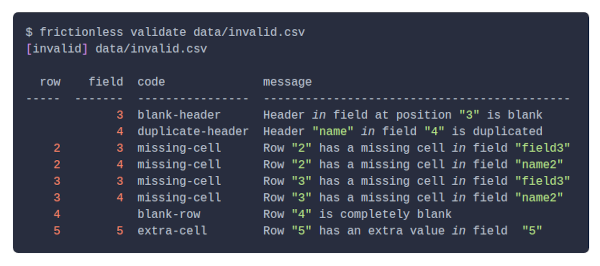 $ frictionless validate data/invalid.csv
[invalid] data/invalid.csv
row field code message
----- ------- ---------------- --------------------------------------------
3 blank-header Header in field at position "3" is blank
4 duplicate-header Header "name" in field "4" is duplicated
2 3 missing-cell Row "2" has a missing cell in field "field3"
2 4 missing-cell Row "2" has a missing cell in field "name2"
3 3 missing-cell Row "3" has a missing cell in field "field3"
3 4 missing-cell Row "3" has a missing cell in field "name2"
4 blank-row Row "4" is completely blank
5 5 extra-cell Row "5" has an extra value in field "5"